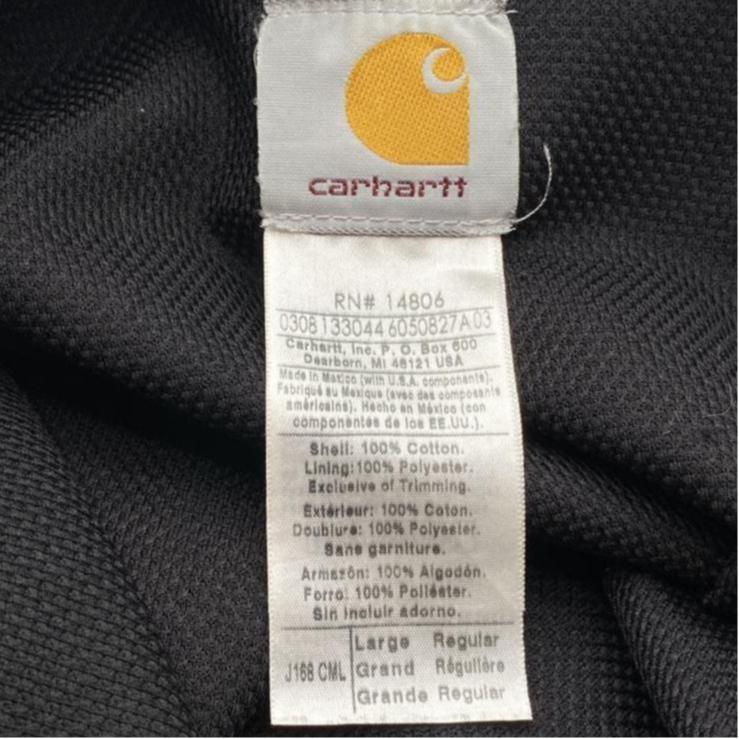 carhartt
RN# 14806
0308133044 6050827A 03
Carhartt, Inc. P. O. Box 600
Dearborn, MI 48121 USA
Made in Mexico (with U.S.A. components).
Fabriqué au Mexique (avec des composants
américains). Hecho en México (con
componentes de los EE.UU.).
Shell: 100% Cotton.
Lining: 100% Polyester.
Exclusive of Trimming.
Extérieur: 100% Coton.
Doublure: 100% Polyester.
Sans garniture.
Armazón: 100% Algodón.
Forro: 100% Poliéster.
Sin incluir adorno.
Large Regular
J168 CML Grand Régulière
Grande Regular